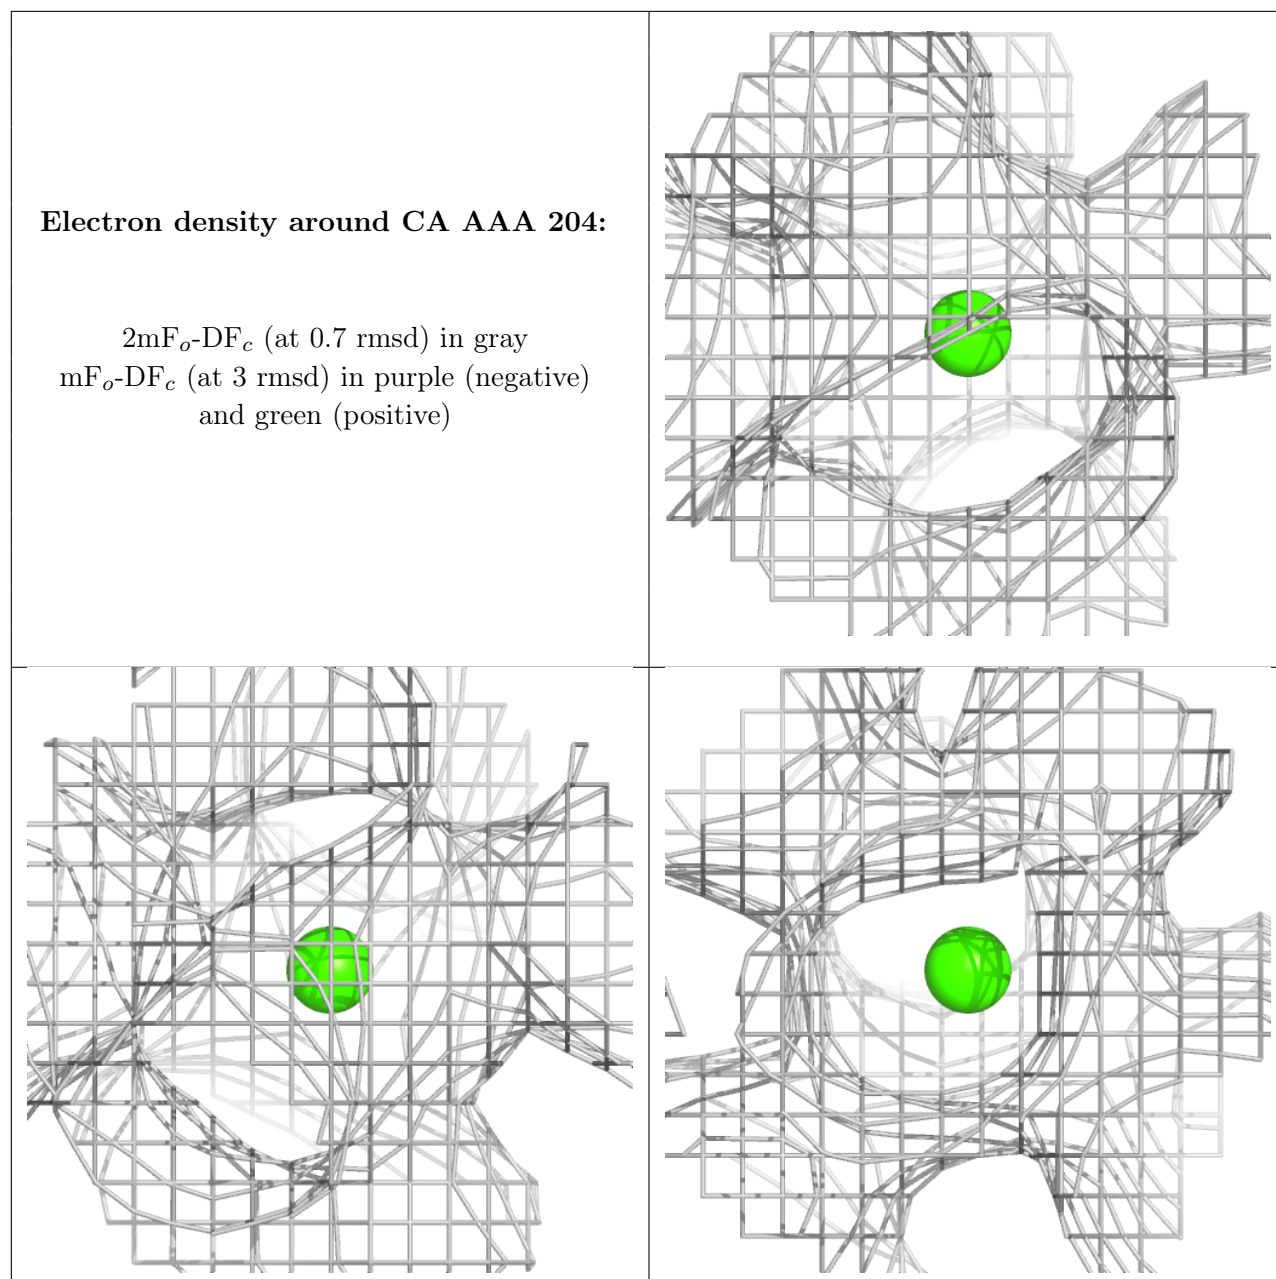 Electron density around CA AAA 204:
2mFo-DFc (at 0.7 rmsd) in gray
mFo-DFc (at 3 rmsd) in purple (negative)
and green (positive)